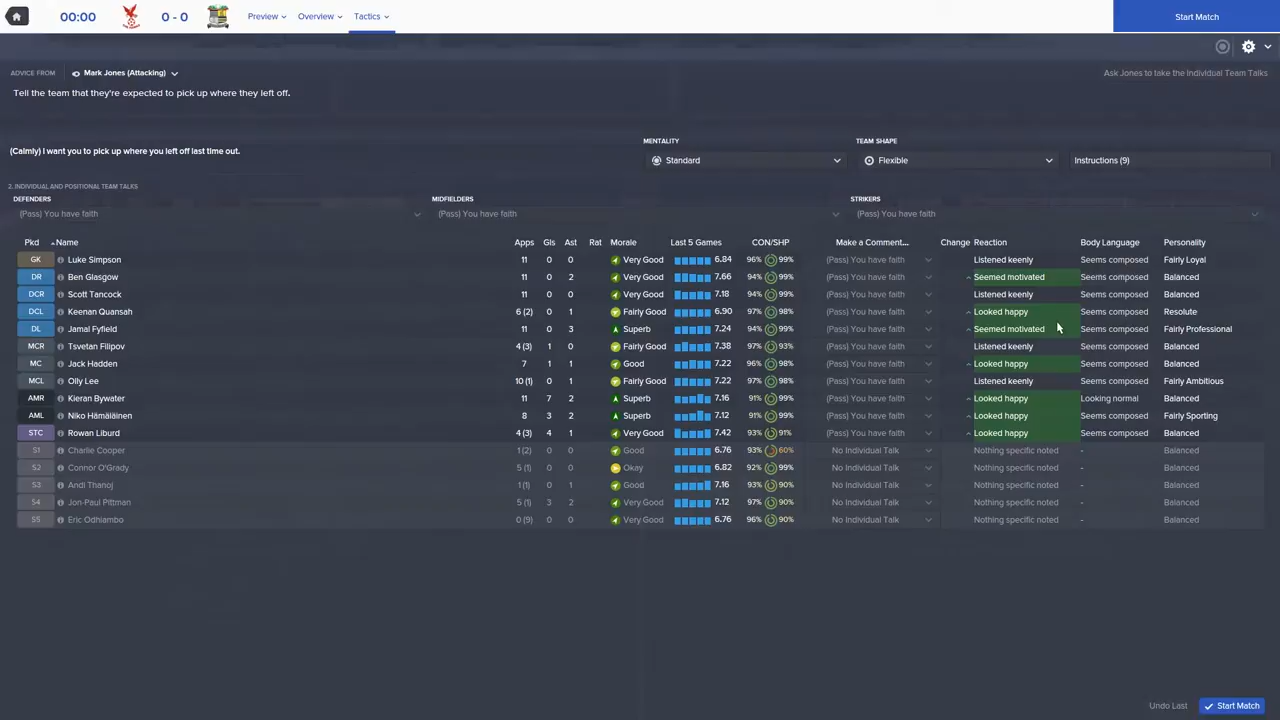 00:00 0 - 0 Preview Overview Tactics Start Match
ADVICE FROM Mark Jones (Attacking) Ask Jones to take the Individual Team Talks
Tell the team that they're expected to pick up where they left off.
MENTALITY TEAM SHAPE
(Calmly) I want you to pick up where you left off last time out.
Standard Flexible Instructions (9)
2. INDIVIDUAL AND POSITIONAL TEAM TALKS
DEFENDERS MIDFIELDERS STRIKERS
(Pass) You have faith (Pass) You have faith (Pass) You have faith
Pkd Name Apps Gls Ast Rat Morale Last 5 Games CON/SHP Make a Comment... Change Reaction Body Language Personality
GK Luke Simpson 11 0 0 Very Good 6.84 96% 99% (Pass) You have faith Listened keenly Seems composed Fairly Loyal
DR Ben Glasgow 11 0 2 Very Good 7.66 94% 99% (Pass) You have faith Seemed motivated Seems composed Balanced
DCR Scott Tancock 11 0 0 Very Good 7.18 94% 99% (Pass) You have faith Listened keenly Seems composed Balanced
DCL Keenan Quansah 6 (2) 0 1 Fairly Good 6.90 97% 98% (Pass) You have faith Looked happy Seems composed Resolute
DL Jamal Fyfield 11 0 3 Superb 7.24 94% 99% (Pass) You have faith Seemed motivated Seems composed Fairly Professional
MCR Tsvetan Filipov 4 (3) 0 1 Fairly Good 7.38 97% 93% (Pass) You have faith Listened keenly Seems composed Balanced
MC Jack Hadden 7 1 1 Good 7.22 96% 98% (Pass) You have faith Looked happy Seems composed Balanced
MCL Olly Lee 10 (1) 0 1 Fairly Good 7.22 97% 98% (Pass) You have faith Listened keenly Seems composed Fairly Ambitious
AMR Kieran Bywater 11 7 2 Superb 7.16 91% 99% (Pass) You have faith Looked happy Looking normal Balanced
AML Niko Hämäläinen 8 3 2 Superb 7.12 91% 99% (Pass) You have faith Looked happy Seems composed Fairly Sporting
STC Rowan Liburd 4 (3) 4 1 Very Good 7.42 93% 91% (Pass) You have faith Looked happy Seems composed Balanced
S1 Charlie Cooper 1 (2) 0 0 Good 6.76 93% 60% No Individual Talk Nothing specific noted - Balanced
S2 Connor O'Grady 5 (1) 0 0 Okay 6.82 92% 99% No Individual Talk Nothing specific noted - Balanced
S3 Andi Thanoj 1 (1) 0 1 Good 7.16 93% 90% No Individual Talk Nothing specific noted - Balanced
S4 Jon-Paul Pittman 5 (1) 3 2 Very Good 7.12 97% 90% No Individual Talk Nothing specific noted - Balanced
S5 Eric Odhiambo 0 (9) 0 0 Very Good 6.76 96% 90% No Individual Talk Nothing specific noted - Balanced
Undo Last Start Match